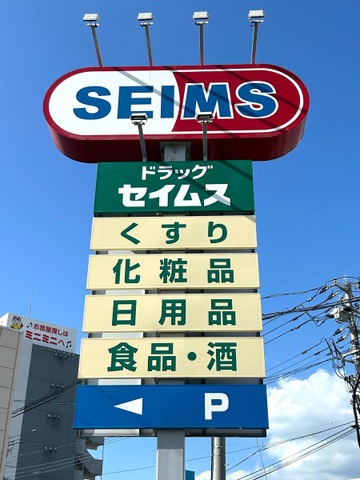 SEIMS
ドラッグ
セイムス
くすり
化粧品
日用品
食品・酒
P
お部屋探しは
ミニミニへ♪